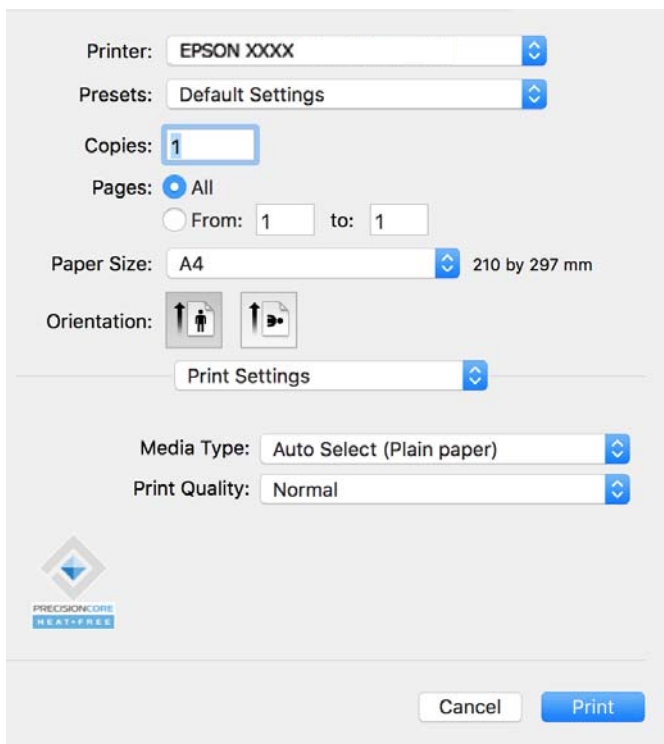 Printer: EPSON XXXX
Presets: Default Settings
Copies: 1
Pages: All
From: 1 to: 1
Paper Size: A4 210 by 297 mm
Orientation:
Print Settings
Media Type: Auto Select (Plain paper)
Print Quality: Normal
PRECISIONCORE
HEAT-FREE
Cancel Print